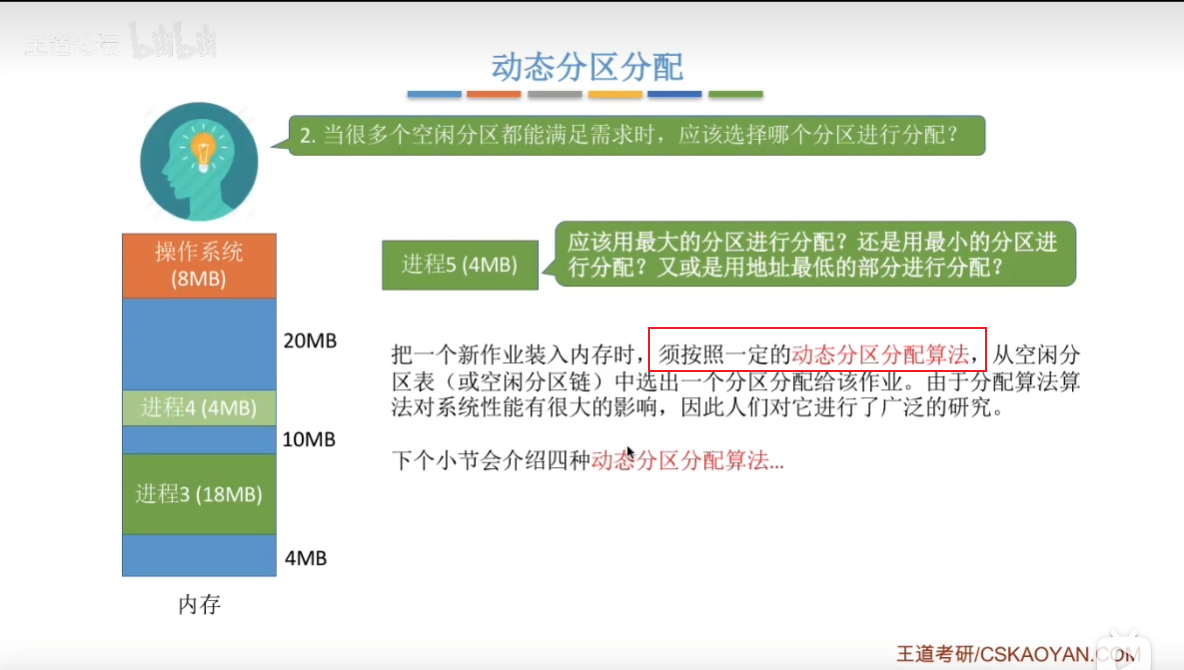 王道论坛 bilibili
动态分区分配
2. 当很多个空闲分区都能满足需求时，应该选择哪个分区进行分配？
操作系统
(8MB)
20MB
进程4 (4MB)
10MB
进程3 (18MB)
4MB
内存
进程5 (4MB)
应该用最大的分区进行分配？还是用最小的分区进
行分配？又或是用地址最低的部分进行分配？
把一个新作业装入内存时，须按照一定的动态分区分配算法，从空闲分
区表（或空闲分区链）中选出一个分区分配给该作业。由于分配算法算
法对系统性能有很大的影响，因此人们对它进行了广泛的研究。
下个小节会介绍四种动态分区分配算法...
王道考研/CSKAOYAN.COM